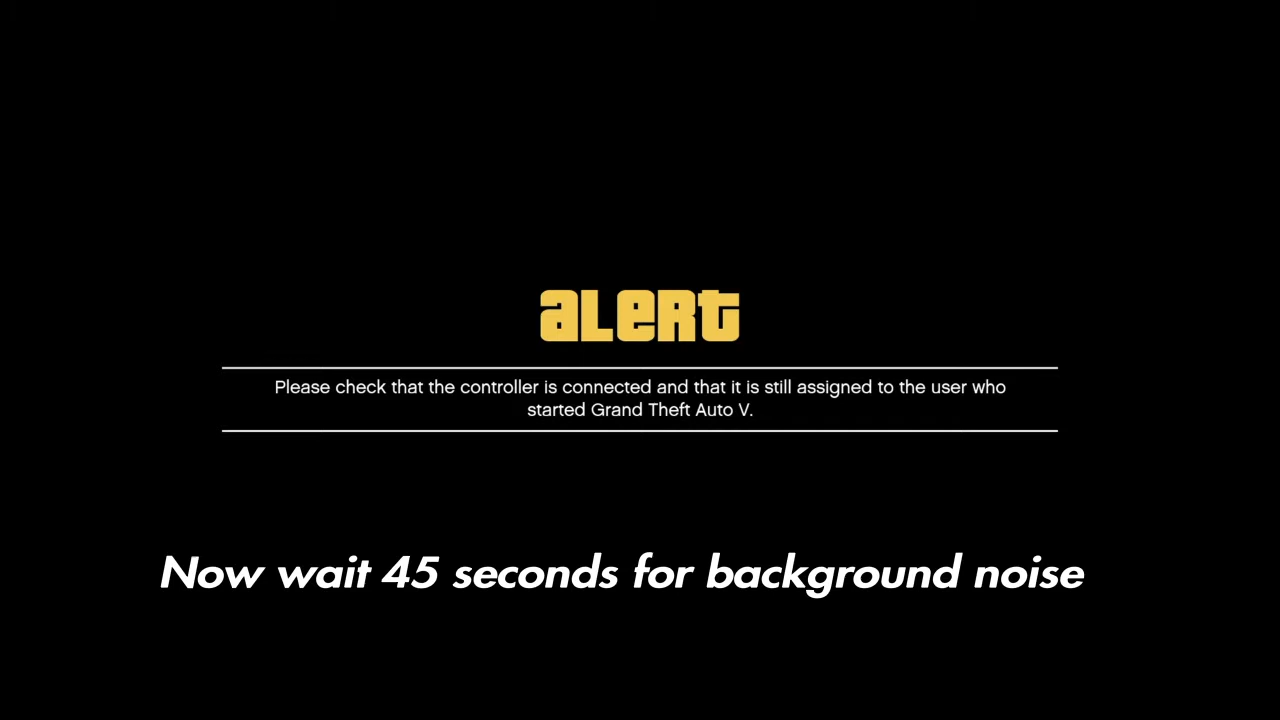 alert
Please check that the controller is connected and that it is still assigned to the user who
started Grand Theft Auto V.
Now wait 45 seconds for background noise